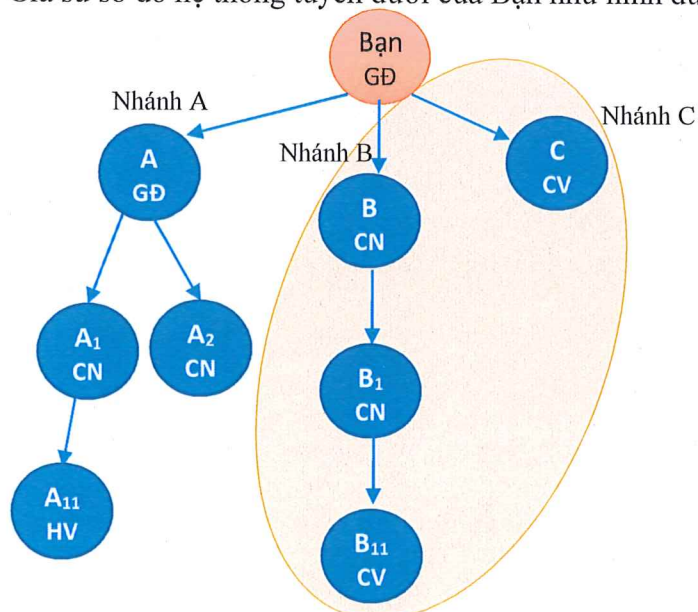 Bạn
GĐ
Nhánh A
Nhánh B
Nhánh C
A
GĐ
B
CN
C
CV
A₁
CN
A₂
CN
B₁
CN
A₁₁
HV
B₁₁
CV